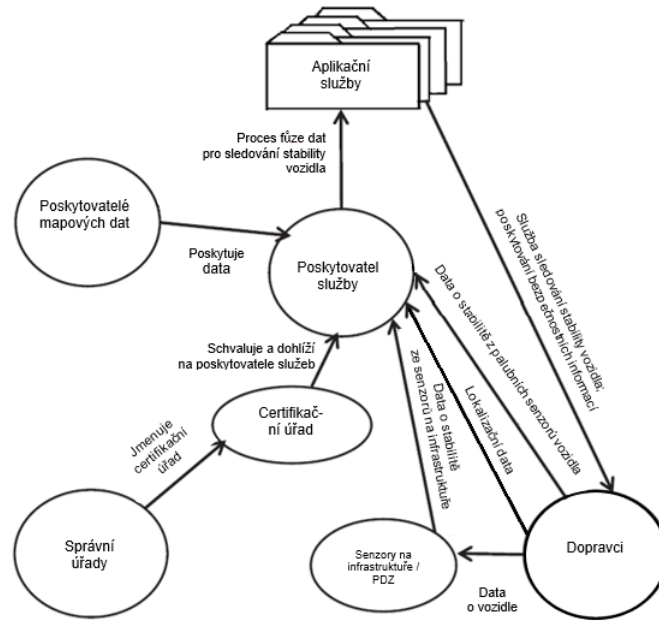 Aplikační
služby
Proces fůze dat
pro sledování stability
vozidla
Poskytovatelé
mapových dat
Poskytuje
data
Poskytovatel
služby
Služba sledování stability vozidla;
poskytování bezpečnostních informací
Data o stabilitě z palubních senzorů vozidla
Lokalizační data
Data o stabilitě
ze senzorů na infrastruktuře
Schvaluje a dohlíží
na poskytovatele služeb
Certifikač-
ní úřad
Jmenuje
certifikační
úřad
Správní
úřady
Senzory na
infrastruktuře /
PDZ
Data
o vozidle
Dopravci